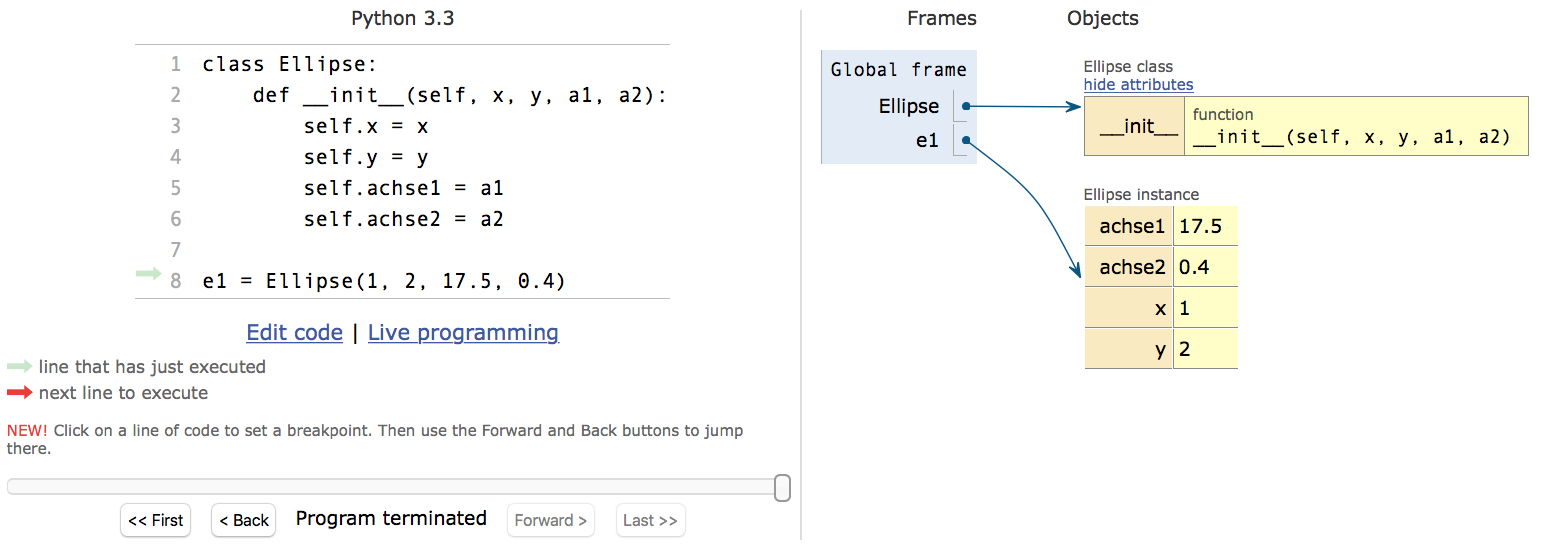 Python 3.3
1 class Ellipse:
2     def __init__(self, x, y, a1, a2):
3         self.x = x
4         self.y = y
5         self.achse1 = a1
6         self.achse2 = a2
7
8 e1 = Ellipse(1, 2, 17.5, 0.4)
Edit code | Live programming
line that has just executed
next line to execute
NEW! Click on a line of code to set a breakpoint. Then use the Forward and Back buttons to jump
there.
<< First < Back Program terminated Forward > Last >>
Frames Objects
Global frame
Ellipse
e1
Ellipse class
hide attributes
__init__
function
__init__(self, x, y, a1, a2)
Ellipse instance
achse1 17.5
achse2 0.4
x 1
y 2